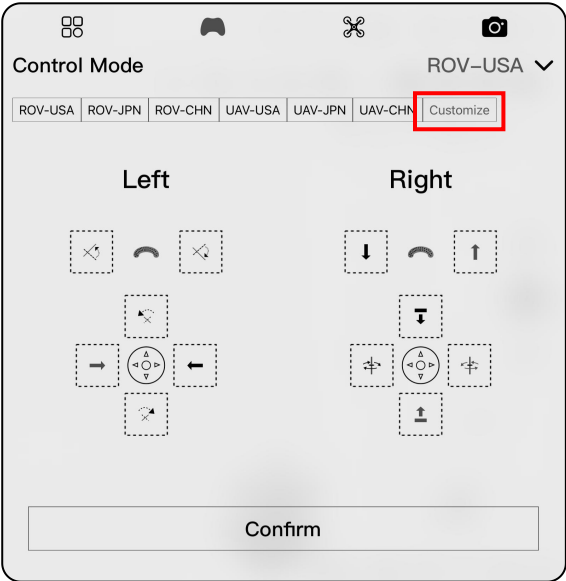 Control Mode ROV-USA
ROV-USA ROV-JPN ROV-CHN UAV-USA UAV-JPN UAV-CHN Customize
Left Right
Confirm